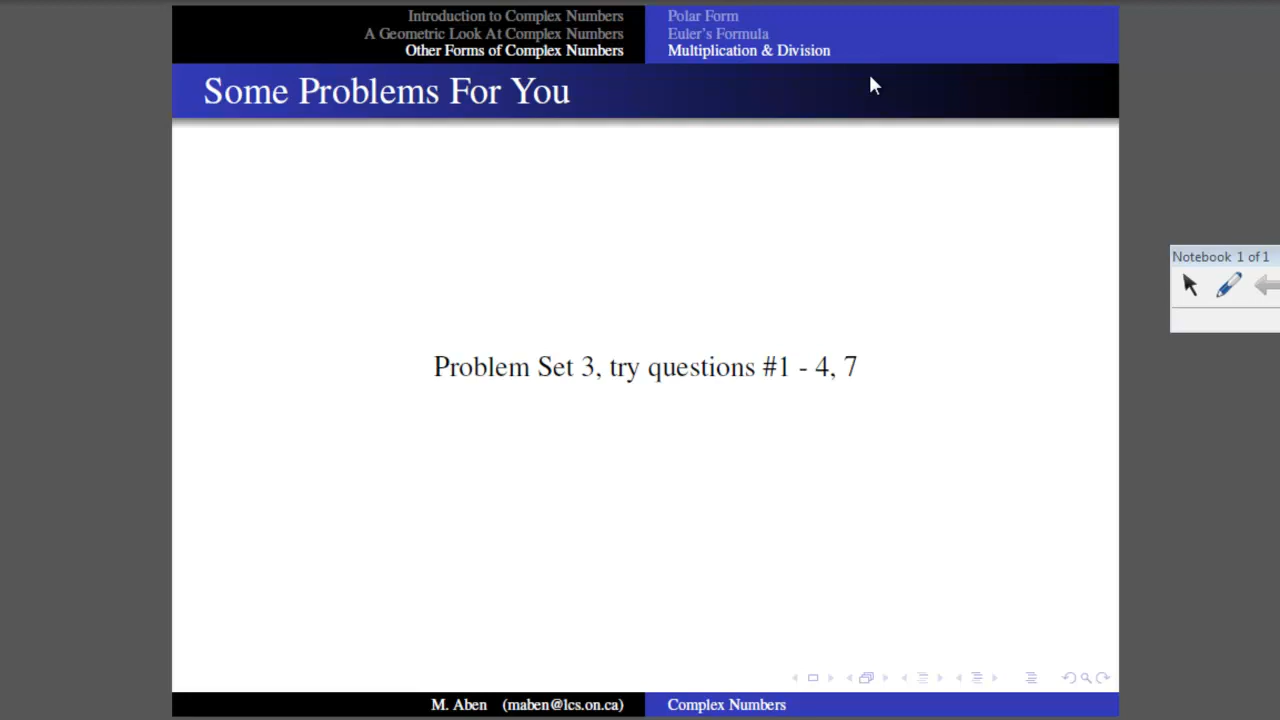 Introduction to Complex Numbers
A Geometric Look At Complex Numbers
Other Forms of Complex Numbers
Polar Form
Euler's Formula
Multiplication & Division
Some Problems For You
Notebook 1 of 1
Problem Set 3, try questions #1 - 4, 7
M. Aben (maben@lcs.on.ca)
Complex Numbers